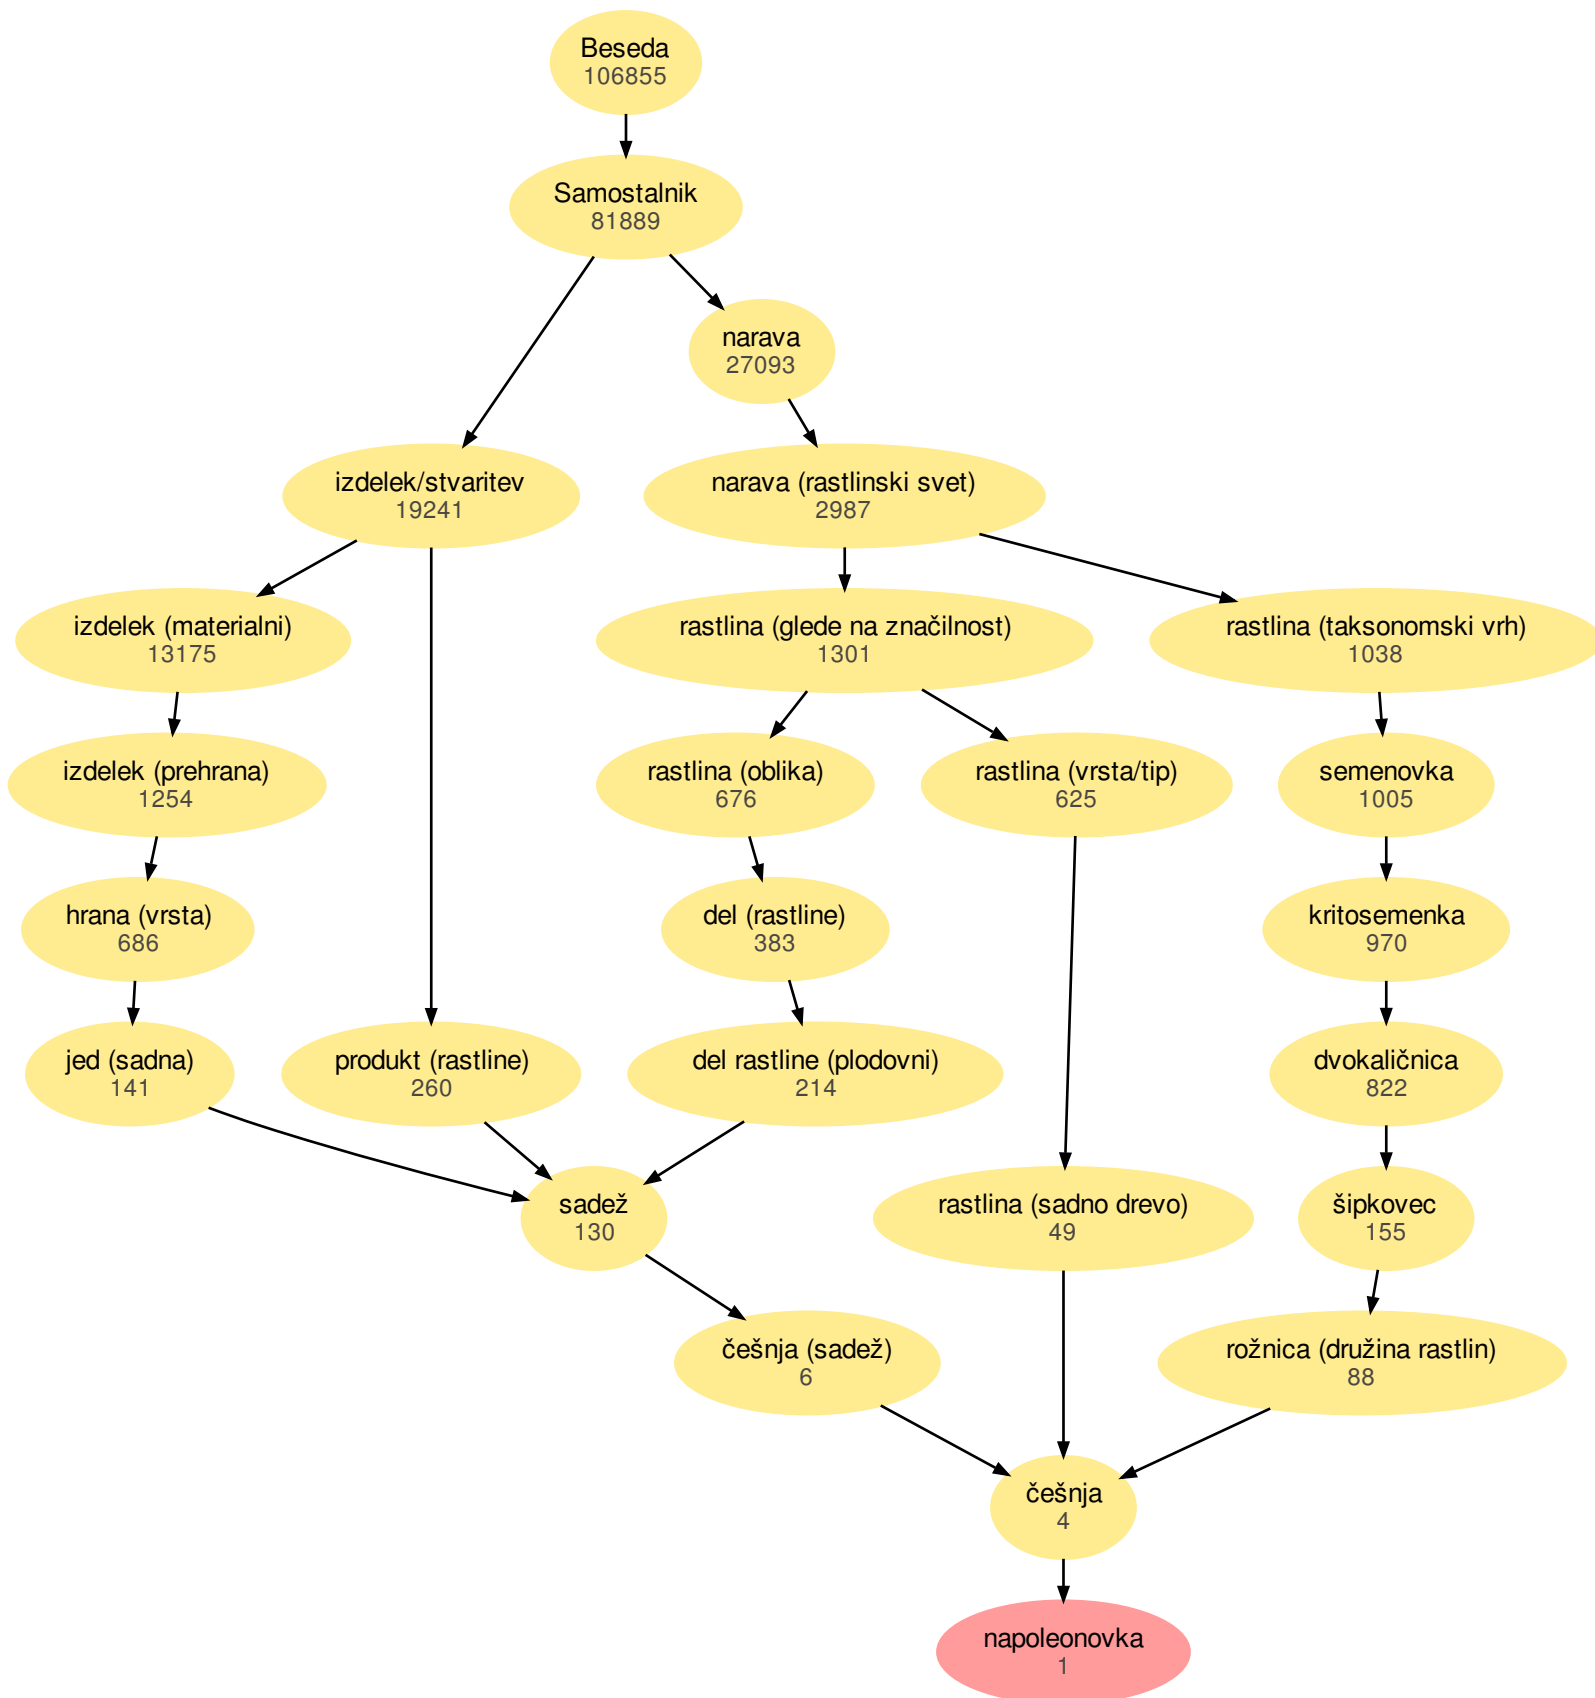 Beseda
106855
Samostalnik
81889
narava
27093
izdelek/stvaritev
19241
narava (rastlinski svet)
2987
izdelek (materialni)
13175
rastlina (glede na značilnost)
1301
rastlina (taksonomski vrh)
1038
izdelek (prehrana)
1254
rastlina (oblika)
676
rastlina (vrsta/tip)
625
semenovka
1005
hrana (vrsta)
686
del (rastline)
383
kritosemenka
970
jed (sadna)
141
produkt (rastline)
260
del rastline (plodovni)
214
dvokaličnica
822
sadež
130
rastlina (sadno drevo)
49
šipkovec
155
češnja (sadež)
6
rožnica (družina rastlin)
88
češnja
4
napoleonovka
1